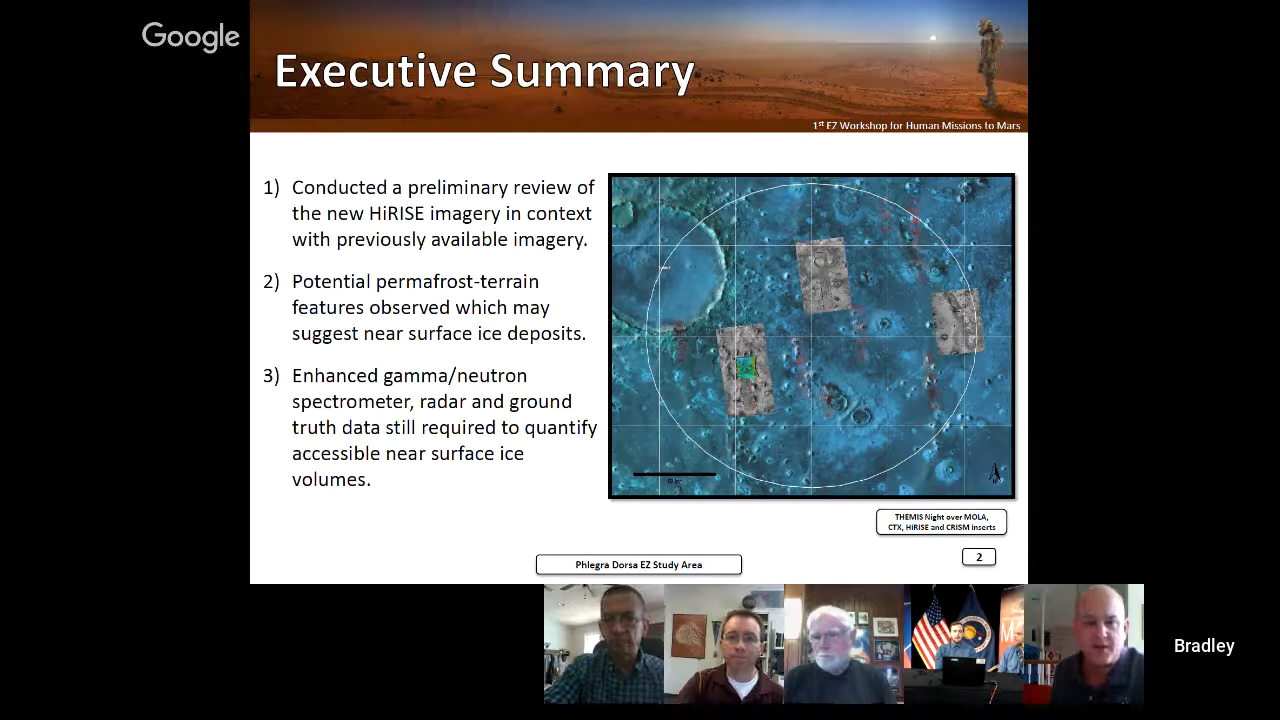 Google
Executive Summary
1st EZ Workshop for Human Missions to Mars
1) Conducted a preliminary review of
the new HiRISE imagery in context
with previously available imagery.
2) Potential permafrost-terrain
features observed which may
suggest near surface ice deposits.
3) Enhanced gamma/neutron
spectrometer, radar and ground
truth data still required to quantify
accessible near surface ice
volumes.
THEMIS Night over MOLA,
CTX, HiRISE and CRISM inserts
2
Phlegra Dorsa EZ Study Area
Bradley